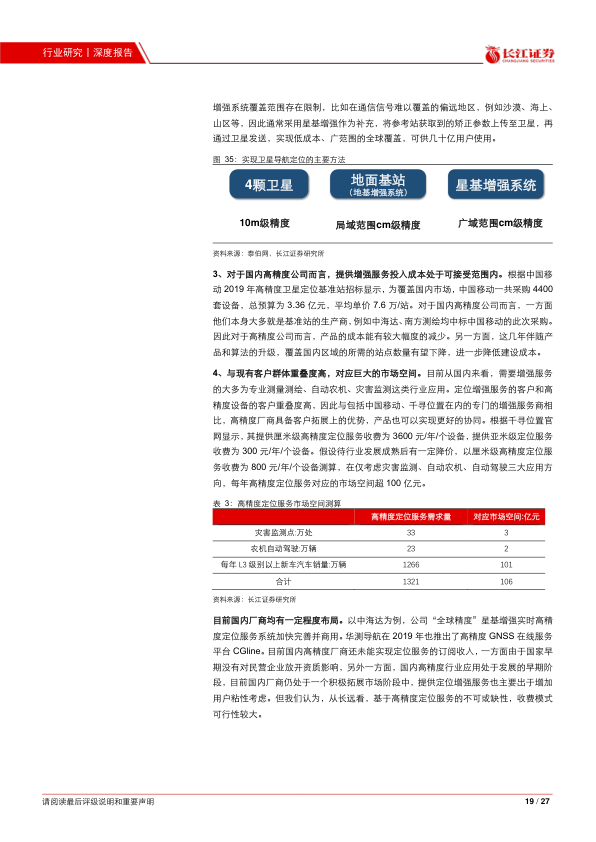 行业研究丨深度报告
长江证券
CHANGJIANG SECURITIES
增强系统覆盖范围存在限制，比如在通信信号难以覆盖的偏远地区，例如沙漠、海上、
山区等，因此通常采用星基增强作为补充，将参考站获取到的矫正参数上传至卫星，再
通过卫星发送，实现低成本、广范围的全球覆盖，可供几十亿用户使用。
图 35：实现卫星导航定位的主要方法
4颗卫星
地面基站
（地基增强系统）
星基增强系统
10m级精度
局域范围cm级精度
广域范围cm级精度
资料来源：泰伯网，长江证券研究所
3、对于国内高精度公司而言，提供增强服务投入成本处于可接受范围内。根据中国移
动 2019 年高精度卫星定位基准站招标显示，为覆盖国内市场，中国移动一共采购 4400
套设备，总预算为 3.36 亿元，平均单价 7.6 万/站。对于国内高精度公司而言，一方面
他们本身大多就是基准站的生产商，例如中海达、南方测绘均中标中国移动的此次采购。
因此对于高精度公司而言，产品的成本能有较大幅度的减少。另一方面，这几年伴随产
品和算法的升级，覆盖国内区域的所需的站点数量有望下降，进一步降低建设成本。
4、与现有客户群体重叠度高，对应巨大的市场空间。目前从国内来看，需要增强服务
的大多为专业测量测绘、自动农机、灾害监测这类行业应用。定位增强服务的客户和高
精度设备的客户重叠度高，因此与包括中国移动、千寻位置在内的专门的增强服务商相
比，高精度厂商具备客户拓展上的优势，产品也可以实现更好的协同。根据千寻位置官
网显示，其提供厘米级高精度定位服务收费为 3600 元/年/个设备，提供亚米级定位服务
收费为 300 元/年/个设备。假设待行业发展成熟后有一定降价，以厘米级高精度定位服
务收费为 800 元/年/个设备测算，在仅考虑灾害监测、自动农机、自动驾驶三大应用方
向，每年高精度定位服务对应的市场空间超 100 亿元。
表 3：高精度定位服务市场空间测算
高精度定位服务需求量 对应市场空间:亿元
灾害监测点:万处 33 3
农机自动驾驶:万辆 23 2
每年 L3 级别以上新车汽车销量:万辆 1266 101
合计 1321 106
资料来源：长江证券研究所
目前国内厂商均有一定程度布局。以中海达为例，公司“全球精度”星基增强实时高精
度定位服务系统加快完善并商用。华测导航在 2019 年也推出了高精度 GNSS 在线服务
平台 CGline。目前国内高精度厂商还未能实现定位服务的订阅收入，一方面由于国家早
期没有对民营企业放开资质影响，另外一方面，国内高精度行业应用处于发展的早期阶
段，目前国内厂商仍处于一个积极拓展市场阶段中，提供定位增强服务也主要出于增加
用户粘性考虑。但我们认为，从长远看，基于高精度定位服务的不可或缺性，收费模式
可行性较大。
请阅读最后评级说明和重要声明
19 / 27